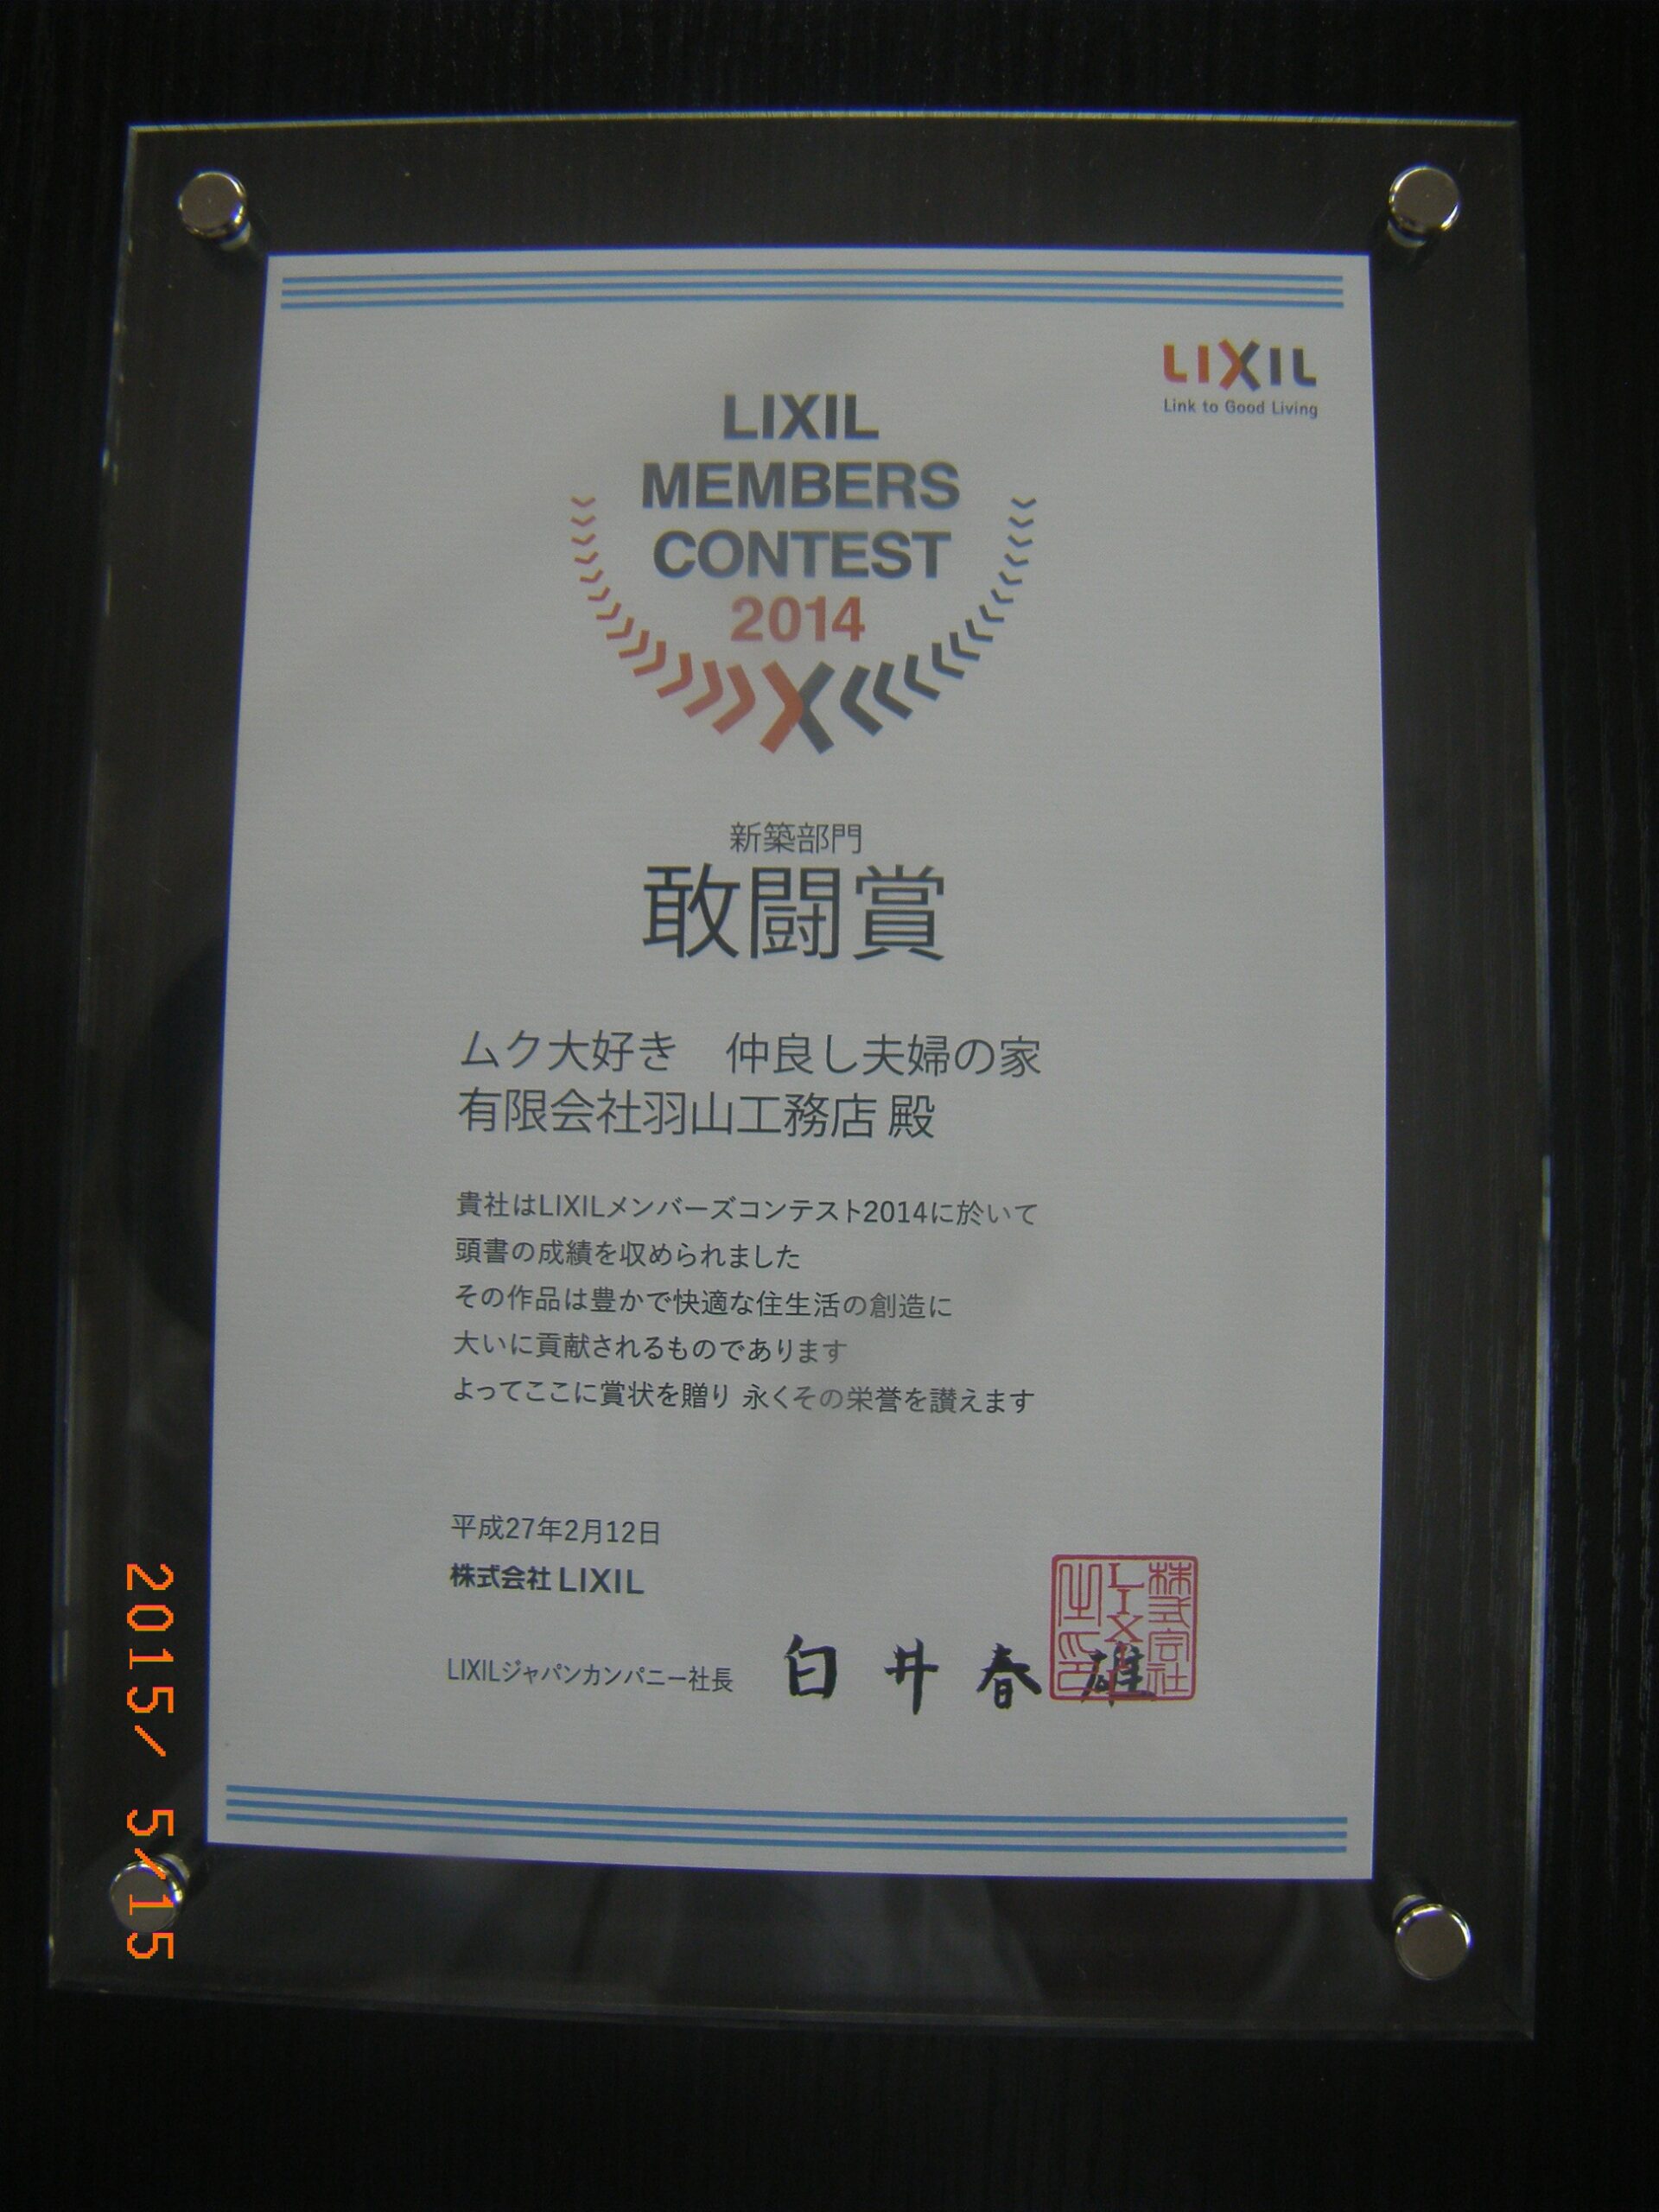 LIXIL
Link to Good Living
LIXIL
MEMBERS
CONTEST
2014
新築部門
敢闘賞
ムク大好き　仲良し夫婦の家
有限会社羽山工務店 殿
貴社はLIXILメンバーズコンテスト2014に於いて
頭書の成績を収められました
その作品は豊かで快適な住生活の創造に
大いに貢献されるものであります
よってここに賞状を贈り 永くその栄誉を讃えます
平成27年2月12日
株式会社 LIXIL
LIXILジャパンカンパニー社長 白井春雄
株式会社
LIXIL
之印
2015/ 5/15